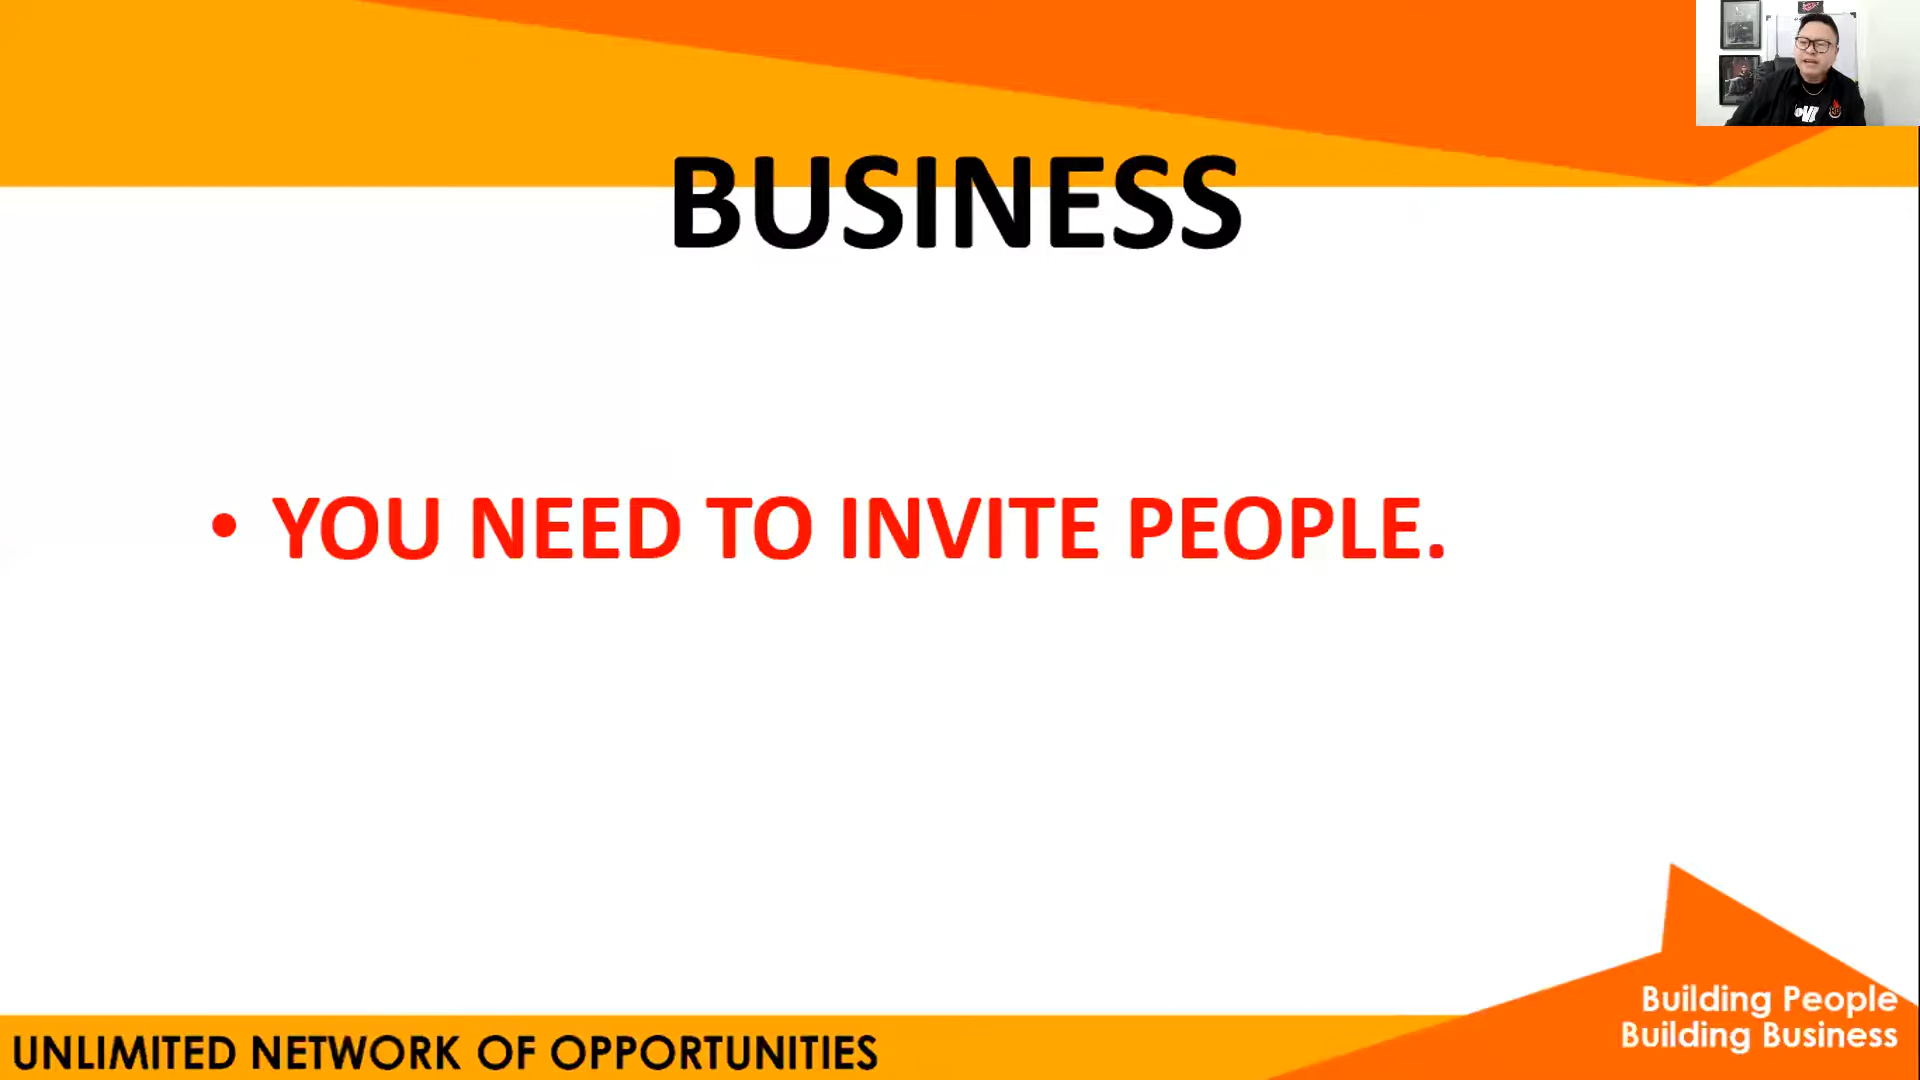 BUSINESS
• YOU NEED TO INVITE PEOPLE.
Building People
Building Business
UNLIMITED NETWORK OF OPPORTUNITIES